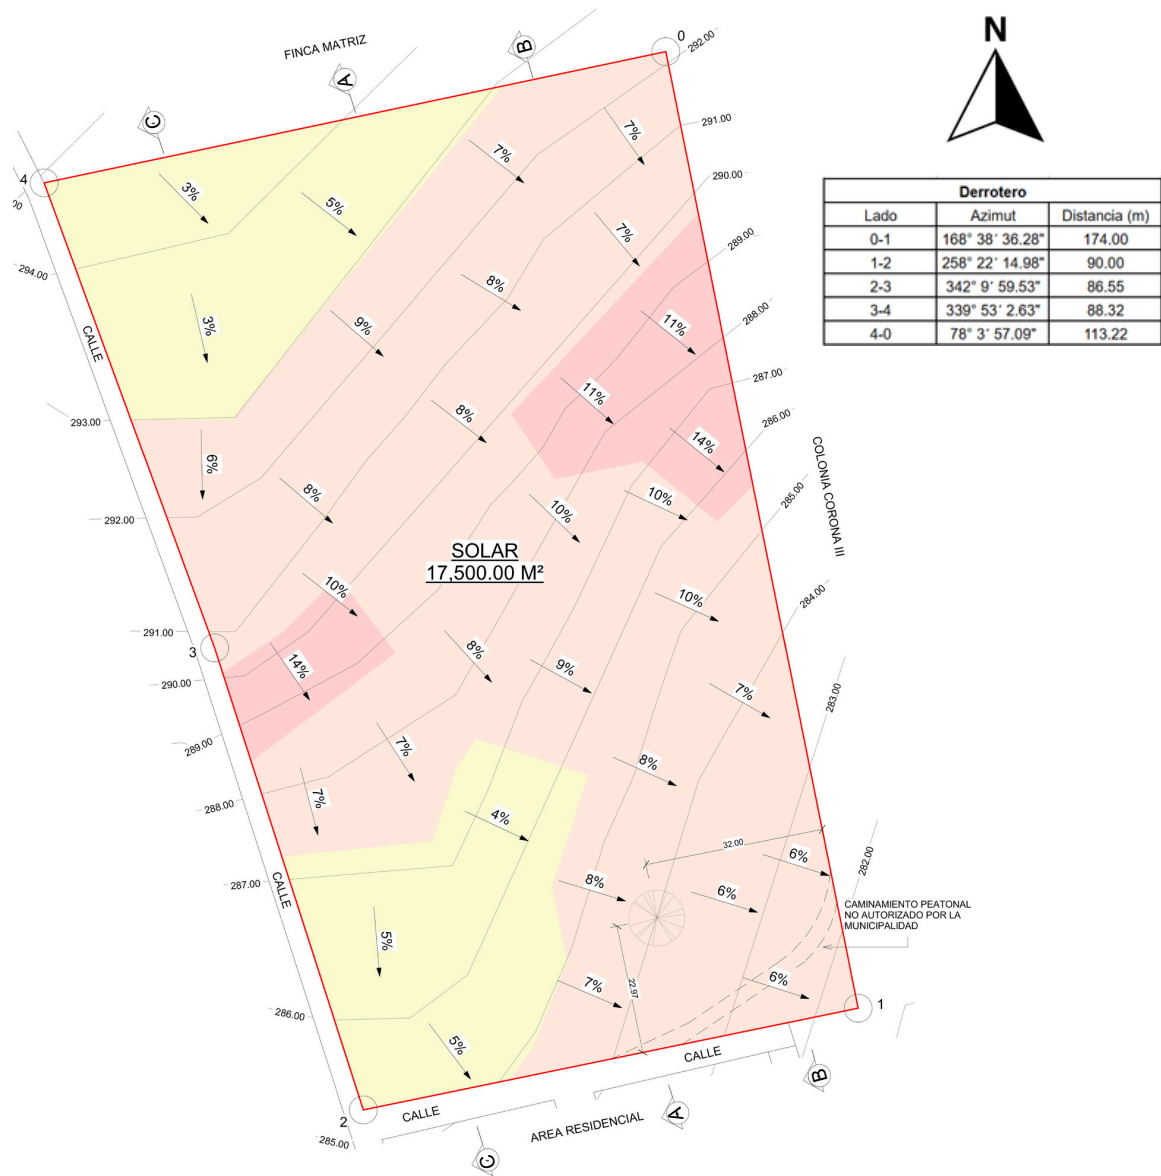 FINCA MATRIZ
B
A
C
0
292.00
N
291.00
290.00
289.00
288.00
287.00
286.00
285.00
284.00
283.00
282.00
Derrotero
Lado Azimut Distancia (m)
0-1 168° 38´ 36.28" 174.00
1-2 258° 22´ 14.98" 90.00
2-3 342° 9´ 59.53" 86.55
3-4 339° 53´ 2.63" 88.32
4-0 78° 3´ 57.09" 113.22
4
00
294.00
CALLE
293.00
292.00
291.00
3
290.00
289.00
288.00
287.00
CALLE
286.00
2
285.00
7%
7%
3%
5%
7%
8%
3%
9%
11%
11%
8%
14%
6%
8%
10%
10%
SOLAR
17,500.00 M²
10%
10%
14%
8%
9%
7%
7%
8%
7%
4%
32.00
6%
8%
6%
5%
22.97
7%
6%
5%
COLONIA CORONA III
CAMINAMIENTO PEATONAL
NO AUTORIZADO POR LA
MUNICIPALIDAD
1
CALLE
CALLE
B
A
AREA RESIDENCIAL
C